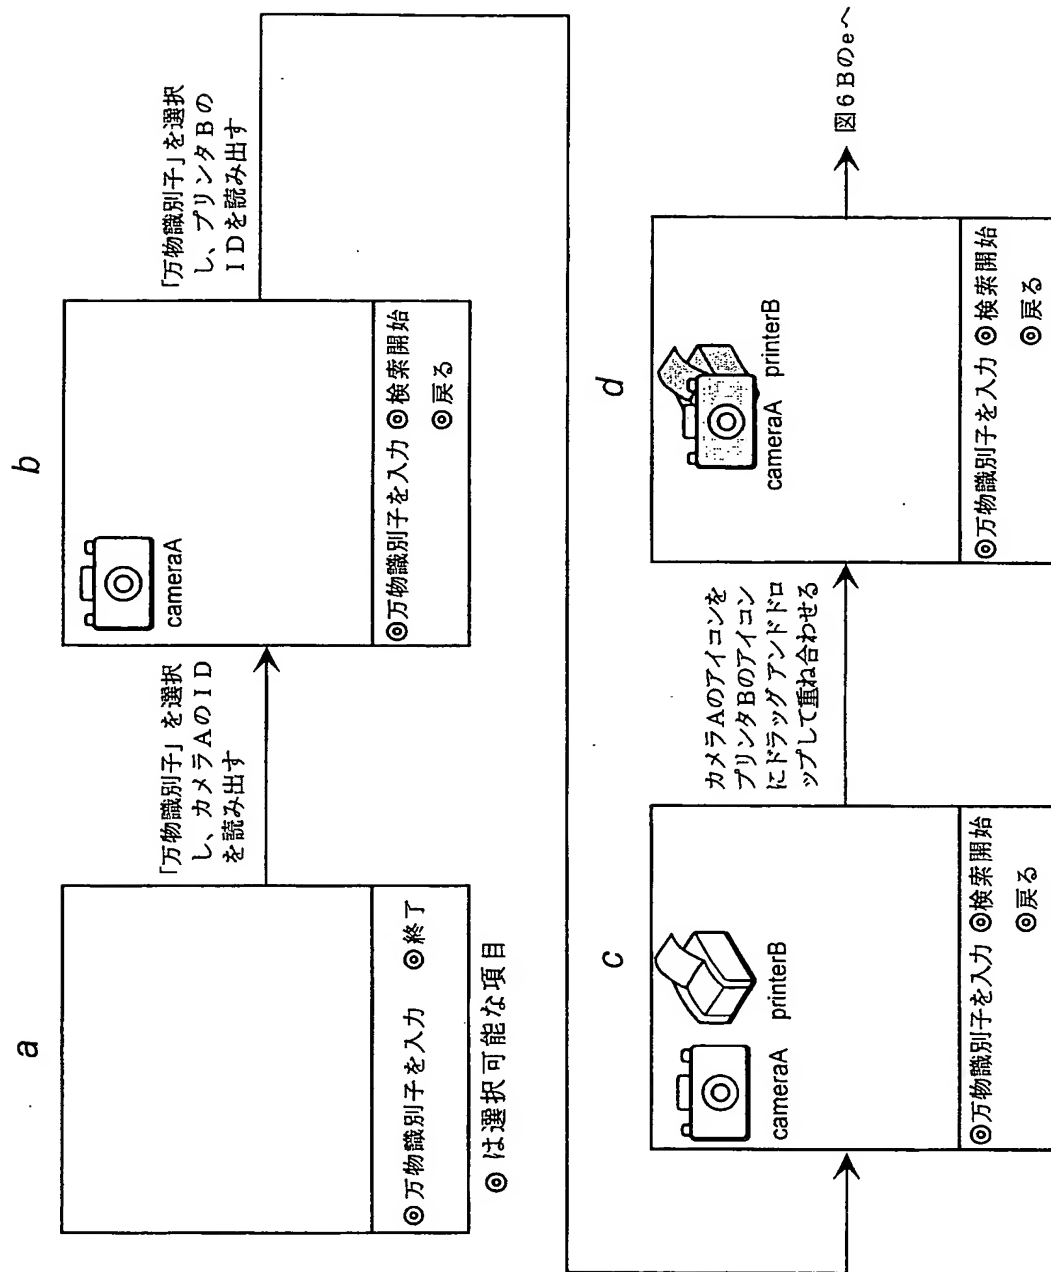 a
◎万物識別子を入力 ◎終了
◎は選択可能な項目
「万物識別子」を選択
し、カメラAのID
を読み出す
b
cameraA
◎万物識別子を入力 ◎検索開始
◎戻る
「万物識別子」を選択
し、プリンタBの
IDを読み出す
c
cameraA printerB
◎万物識別子を入力 ◎検索開始
◎戻る
カメラAのアイコンを
プリンタBのアイコン
にドラッグアンドドロ
ップして重ね合わせる
d
cameraA printerB
◎万物識別子を入力 ◎検索開始
◎戻る
図6Bのeへ